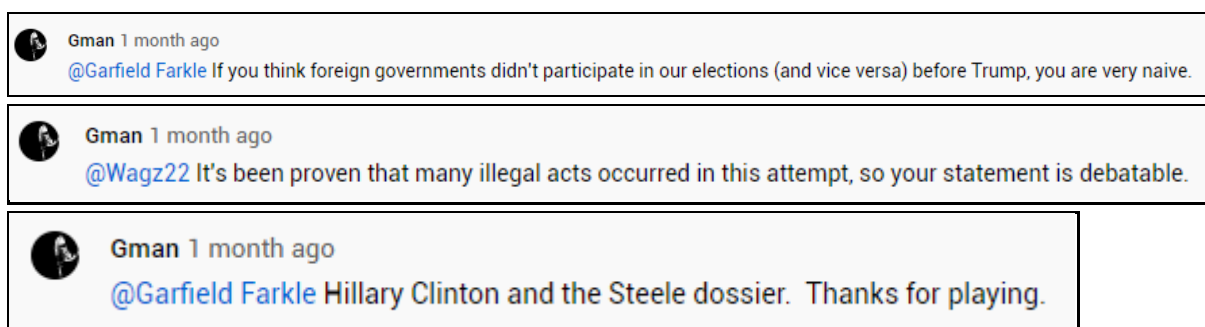 Gman 1 month ago
@Garfield Farkle If you think foreign governments didn't participate in our elections (and vice versa) before Trump, you are very naive.
Gman 1 month ago
@Wagz22 It's been proven that many illegal acts occurred in this attempt, so your statement is debatable.
Gman 1 month ago
@Garfield Farkle Hillary Clinton and the Steele dossier.  Thanks for playing.